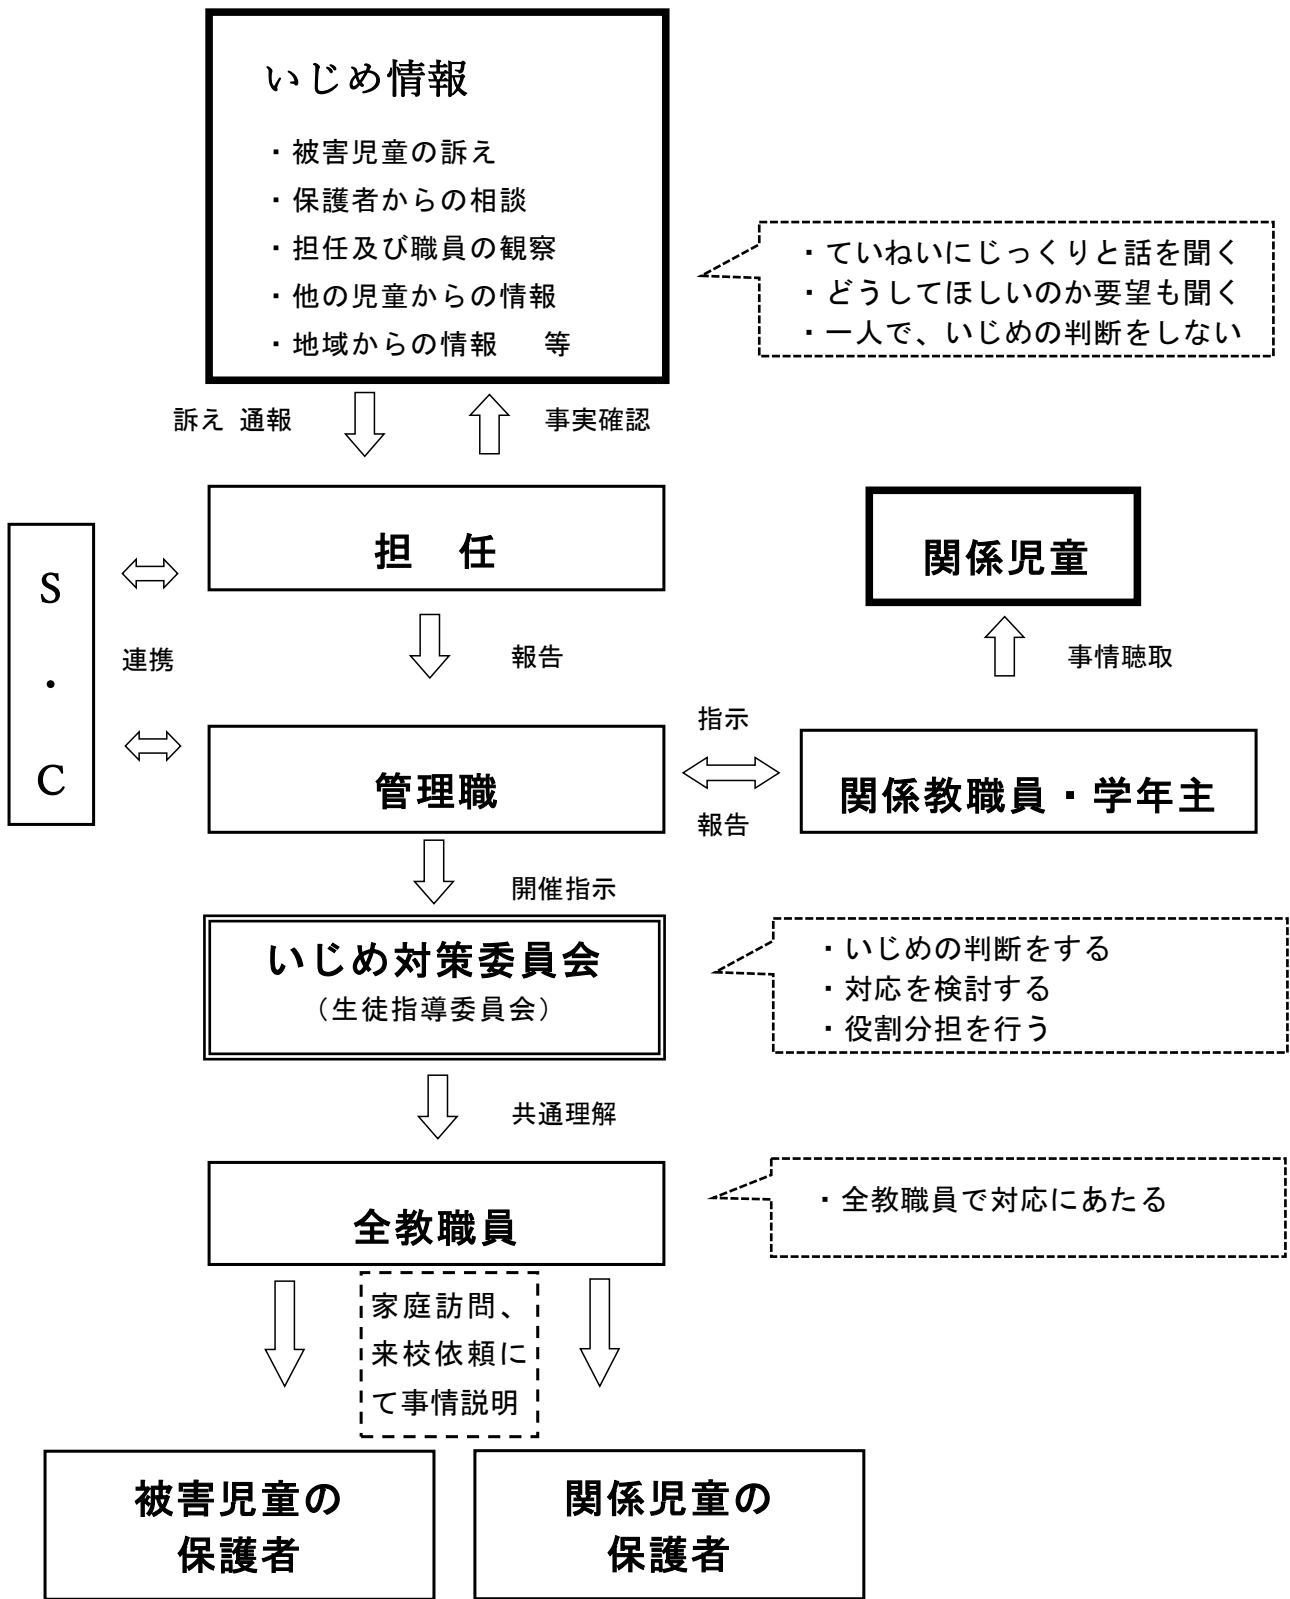 いじめ情報
・被害児童の訴え
・保護者からの相談
・担任及び職員の観察
・他の児童からの情報
・地域からの情報　等
・ていねいにじっくりと話を聞く
・どうしてほしいのか要望も聞く
・一人で、いじめの判断をしない
訴え 通報
事実確認
担　任
関係児童
S・C
連携
報告
事情聴取
管理職
指示
報告
関係教職員・学年主
開催指示
いじめ対策委員会
（生徒指導委員会）
・いじめの判断をする
・対応を検討する
・役割分担を行う
共通理解
全教職員
・全教職員で対応にあたる
家庭訪問、
来校依頼に
て事情説明
被害児童の
保護者
関係児童の
保護者